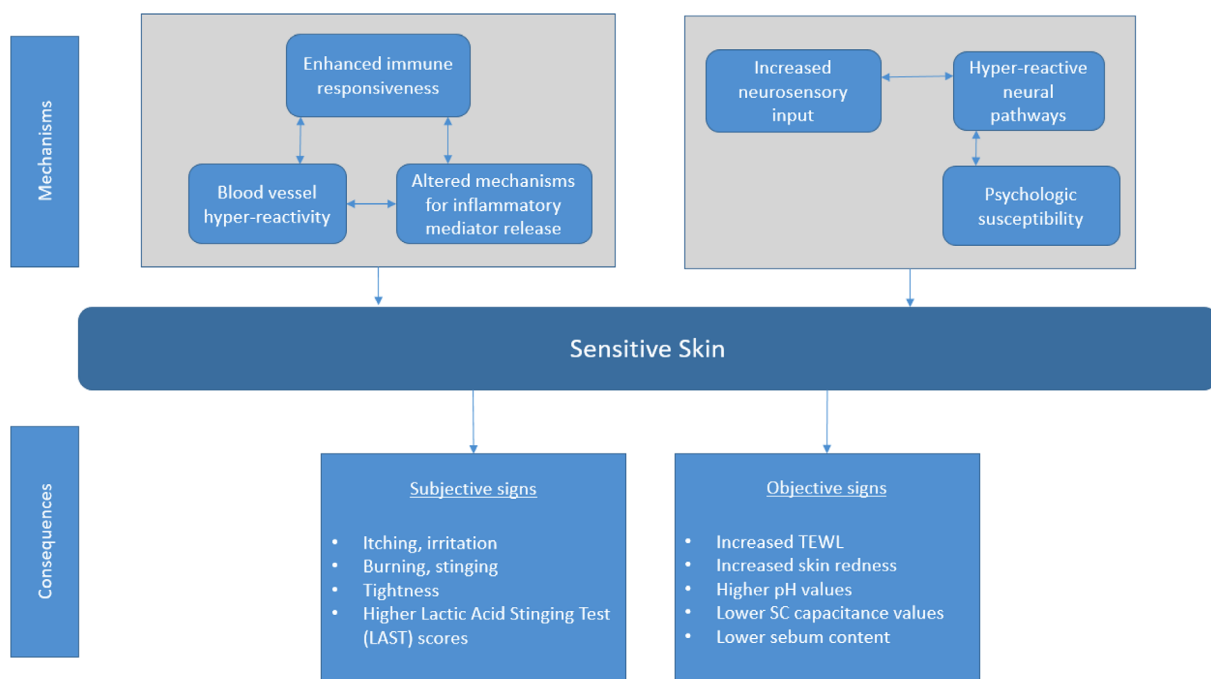 Mechanisms
Enhanced immune
responsiveness
Blood vessel
hyper-reactivity
Altered mechanisms
for inflammatory
mediator release
Increased
neurosensory
input
Hyper-reactive
neural
pathways
Psychologic
susceptibility
Sensitive Skin
Consequences
Subjective signs
• Itching, irritation
• Burning, stinging
• Tightness
• Higher Lactic Acid Stinging Test
(LAST) scores
Objective signs
• Increased TEWL
• Increased skin redness
• Higher pH values
• Lower SC capacitance values
• Lower sebum content